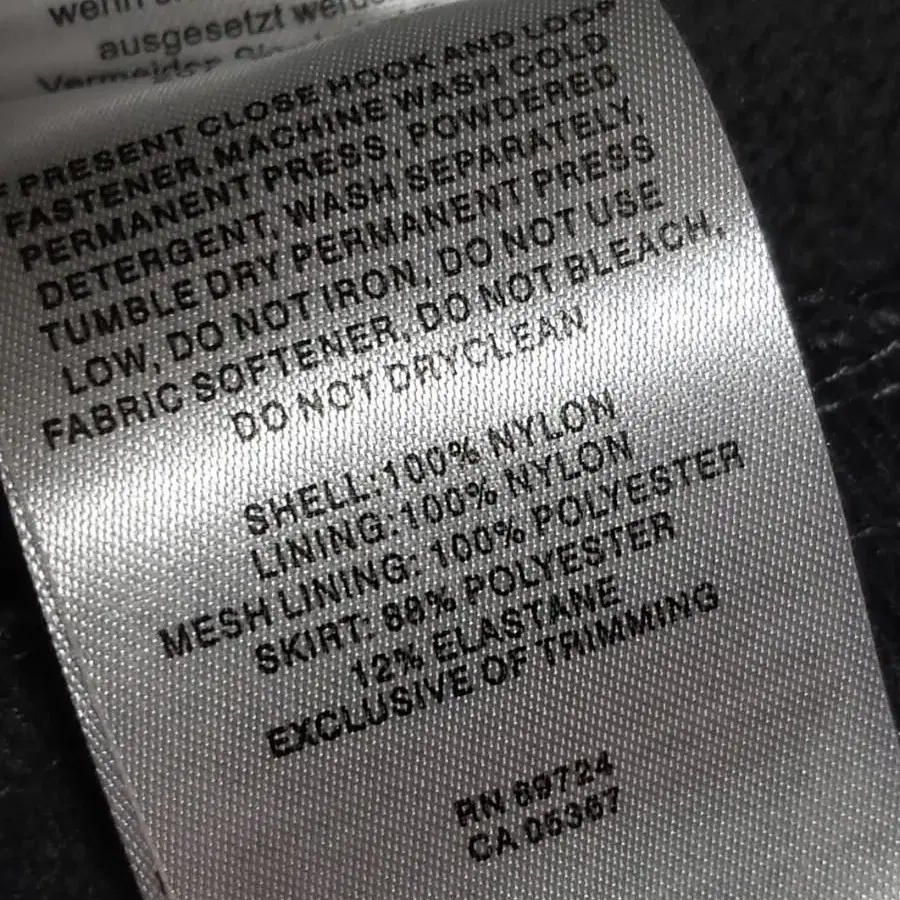 wenn
ausgesetzt werden
Vermeiden
F PRESENT CLOSE HOOK AND LOOP
FASTENER, MACHINE WASH COLD
PERMANENT PRESS, POWDERED
DETERGENT, WASH SEPARATELY,
TUMBLE DRY PERMANENT PRESS
LOW, DO NOT IRON, DO NOT USE
FABRIC SOFTENER, DO NOT BLEACH,
DO NOT DRYCLEAN
SHELL:100% NYLON
LINING:100% NYLON
MESH LINING: 100% POLYESTER
SKIRT: 88% POLYESTER
12% ELASTANE
EXCLUSIVE OF TRIMMING
RN 89724
CA 05367